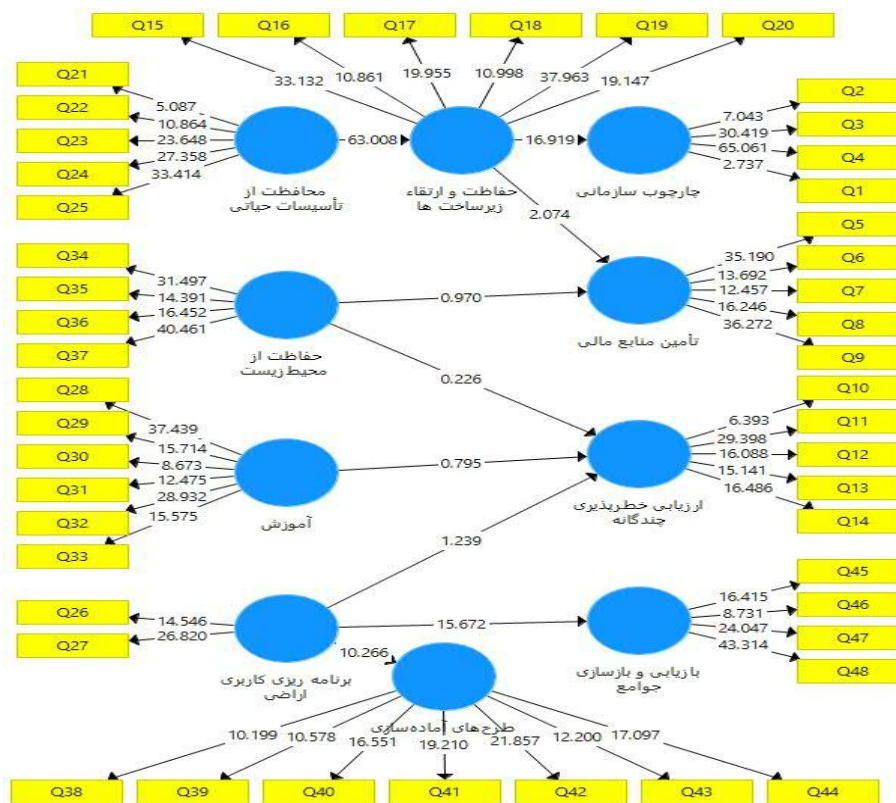 Q15 Q16 Q17 Q18 Q19 Q20
33.132 10.861 19.955 10.998 37.963 19.147
Q21
Q22
Q23
Q24
Q25
5.087
10.864
23.648
27.358
33.414
63.008
16.919
2.074
محافظت از
تأسیسات حیاتی
حفاظت و ارتقاء
زیرساخت ها
چارچوب سازمانی
7.043
30.419
65.061
2.737
Q2
Q3
Q4
Q1
Q34
Q35
Q36
Q37
31.497
14.391
16.452
40.461
حفاظت از
محیط‌زیست
0.970
0.226
تأمین منابع مالی
35.190
13.692
12.457
16.246
36.272
Q5
Q6
Q7
Q8
Q9
Q28
Q29
Q30
Q31
Q32
Q33
37.439
15.714
8.673
12.475
28.932
15.575
آموزش
0.795
1.239
ارزیابی خطرپذیری
چندگانه
6.393
29.398
16.088
15.141
16.486
Q10
Q11
Q12
Q13
Q14
Q26
Q27
14.546
26.820
برنامه ریزی کاربری
اراضی
15.672
10.266
بازیابی و بازسازی
جوامع
16.415
8.731
24.047
43.314
Q45
Q46
Q47
Q48
طرح‌های آماده‌سازی
10.199 10.578 16.551 19.210 21.857 12.200 17.097
Q38 Q39 Q40 Q41 Q42 Q43 Q44